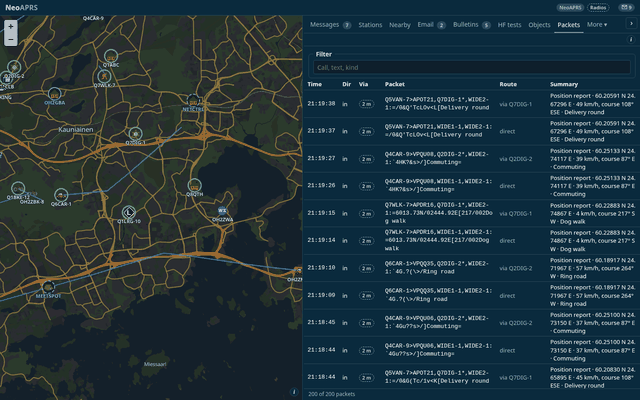 NeoAPRS
NeoAPRS
Radios
Messages 7 Stations Nearby Email 2 Bulletins 5 HF tests Objects Packets More
Filter
Call, text, kind
Time Dir Via Packet Route Summary
21:19:38 in 2 m Q5VAN-7>APOT21,Q7DIG-1*,WIDE2-1:=/0&Q'TcLOv<L[Delivery round via Q7DIG-1 Position report · 60.20591 N 24.67296 E · 49 km/h, course 108° ESE · Delivery round
21:19:37 in 2 m Q5VAN-7>APOT21,WIDE1-1,WIDE2-1:=/0&Q'TcLOv<L[Delivery round direct Position report · 60.20591 N 24.67296 E · 49 km/h, course 108° ESE · Delivery round
21:19:27 in 2 m Q4CAR-9>VPQU08,Q2DIG-2*,WIDE2-1:`4HK?&s>/]Commuting= via Q2DIG-2 Position report · 60.25133 N 24.74117 E · 39 km/h, course 87° E · Commuting
21:19:26 in 2 m Q4CAR-9>VPQU08,WIDE1-1,WIDE2-1:`4HK?&s>/]Commuting= direct Position report · 60.25133 N 24.74117 E · 39 km/h, course 87° E · Commuting
21:19:15 in 2 m Q7WLK-7>APDR16,Q7DIG-1*,WIDE2-1:=6013.73N/02444.92E[217/002Dog walk via Q7DIG-1 Position report · 60.22883 N 24.74867 E · 4 km/h, course 217° SW · Dog walk
21:19:14 in 2 m Q7WLK-7>APDR16,WIDE1-1,WIDE2-1:=6013.73N/02444.92E[217/002Dog walk direct Position report · 60.22883 N 24.74867 E · 4 km/h, course 217° SW · Dog walk
21:19:10 in 2 m Q6CAR-1>VPQQ35,Q2DIG-2*,WIDE2-1:`4G.?(\>/Ring road via Q2DIG-2 Position report · 60.18917 N 24.71967 E · 57 km/h, course 264° W · Ring road
21:19:09 in 2 m Q6CAR-1>VPQQ35,WIDE1-1,WIDE2-1:`4G.?(\>/Ring road direct Position report · 60.18917 N 24.71967 E · 57 km/h, course 264° W · Ring road
21:18:45 in 2 m Q4CAR-9>VPQU06,Q2DIG-2*,WIDE2-1:`4Gu??s>/]Commuting= via Q2DIG-2 Position report · 60.25100 N 24.73150 E · 37 km/h, course 87° E · Commuting
21:18:44 in 2 m Q4CAR-9>VPQU06,WIDE1-1,WIDE2-1:`4Gu??s>/]Commuting= direct Position report · 60.25100 N 24.73150 E · 37 km/h, course 87° E · Commuting
21:18:44 in 2 m Q5VAN-7>APOT21,Q7DIG-1*,WIDE2-1:=/0&G(Tc/1v<K[Delivery round via Q7DIG-1 Position report · 60.20830 N 24.65895 E · 45 km/h, course 108° ESE · Delivery round
200 of 200 packets
Q4CAR-9
Q1ABC
Q7WLK-7
OH2GBA
Kauniainen
Q7DIG-1
Q6CAR-1
OH2ZBK-8
Q1LRG-10
OH2ZWA
Miessaari